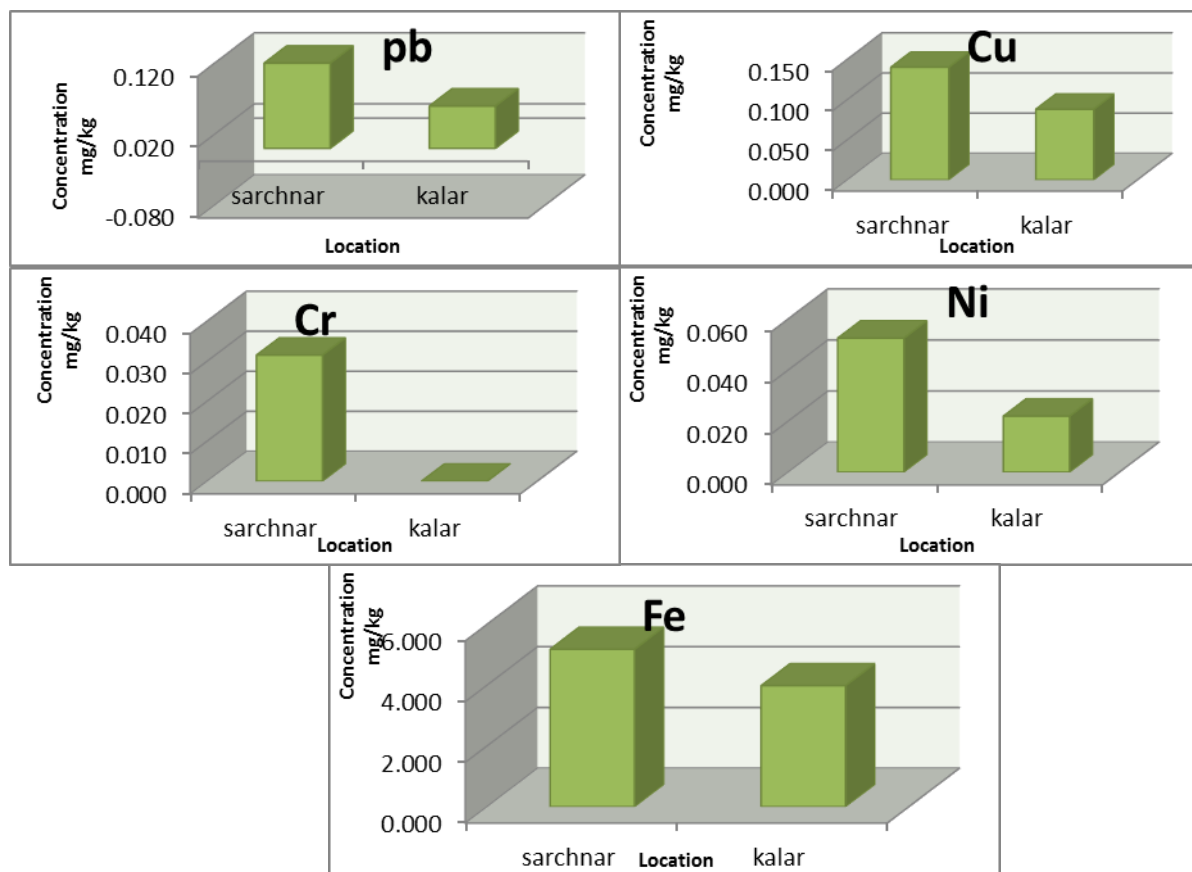 pb
Concentration
mg/kg
0.120
0.020
-0.080
sarchnar kalar
Location
Cu
Concentration
mg/kg
0.150
0.100
0.050
0.000
sarchnar kalar
Location
Cr
Concentration
mg/kg
0.040
0.030
0.020
0.010
0.000
sarchnar kalar
Location
Ni
Concentration
mg/kg
0.060
0.040
0.020
0.000
sarchnar kalar
Location
Fe
Concentration
mg/kg
6.000
4.000
2.000
0.000
sarchnar Location kalar